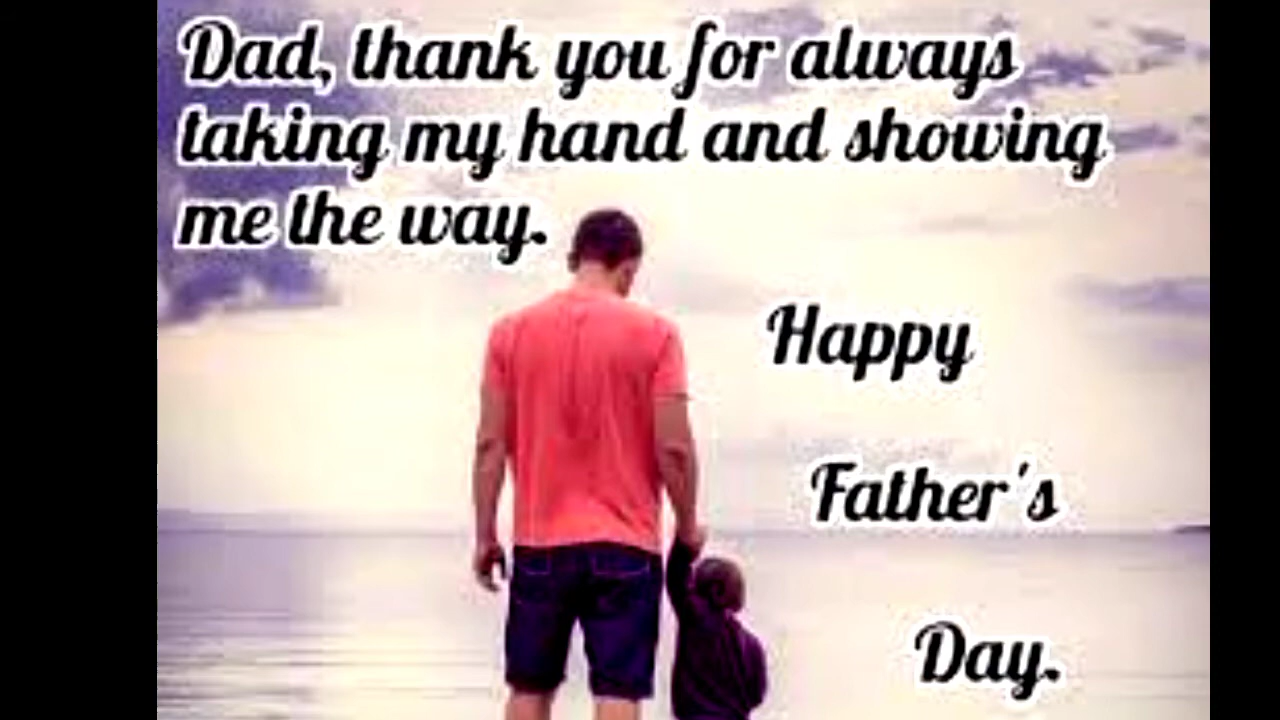 Dad, thank you for always
taking my hand and showing
me the way.
Happy
Father's
Day.